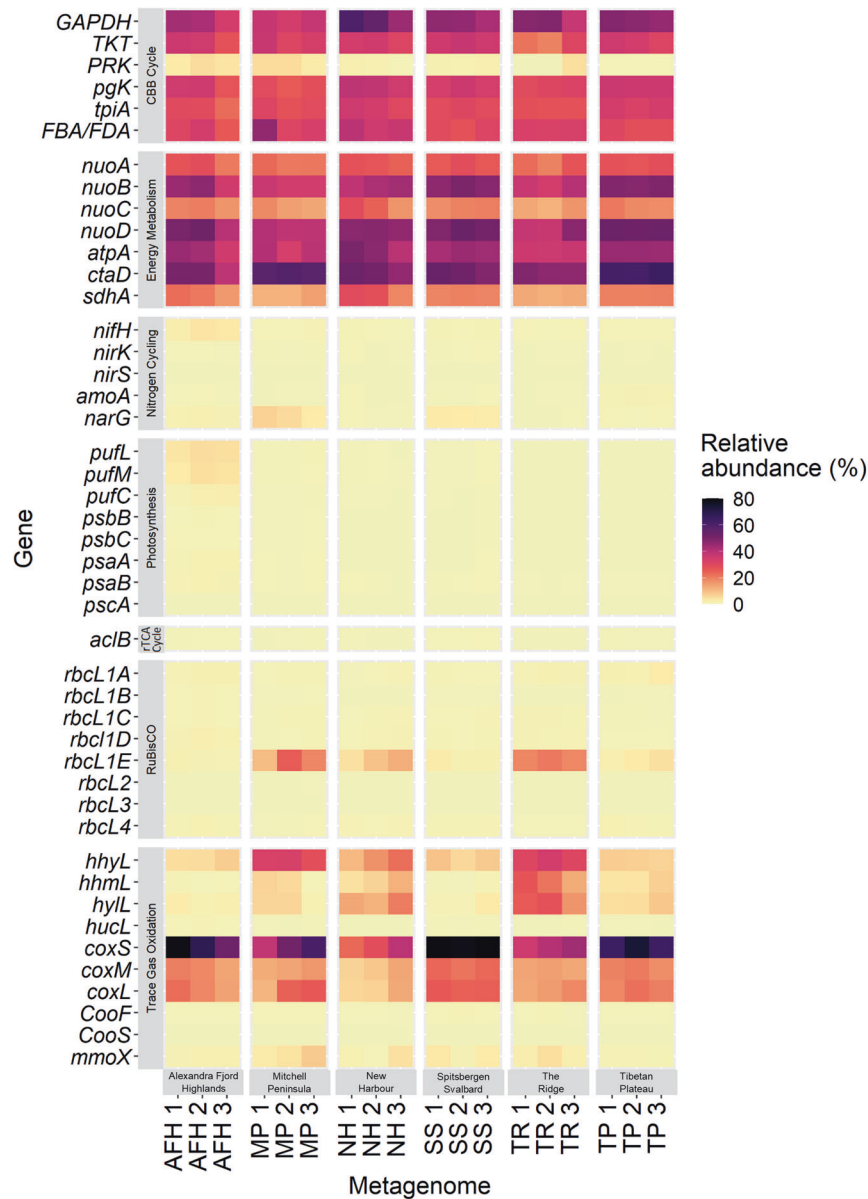 GAPDH
TKT
PRK
pgK
tpiA
FBA/FDA
CBB Cycle
nuoA
nuoB
nuoC
nuoD
atpA
ctaD
sdhA
Energy Metabolism
nifH
nirK
nirS
amoA
narG
Nitrogen Cycling
pufL
pufM
pufC
psbB
psbC
psaA
psaB
pscA
Photosynthesis
aclB
rTCA
Cycle
rbcL1A
rbcL1B
rbcL1C
rbcl1D
rbcL1E
rbcL2
rbcL3
rbcL4
RuBisCO
hhyL
hhmL
hylL
hucL
coxS
coxM
coxL
CooF
CooS
mmoX
Trace Gas Oxidation
Gene
Alexandra Fjord
Highlands
Mitchell
Peninsula
New
Harbour
Spitsbergen
Svalbard
The
Ridge
Tibetan
Plateau
AFH 1
AFH 2
AFH 3
MP 1
MP 2
MP 3
NH 1
NH 2
NH 3
SS 1
SS 2
SS 3
TR 1
TR 2
TR 3
TP 1
TP 2
TP 3
Metagenome
Relative
abundance (%)
80
60
40
20
0